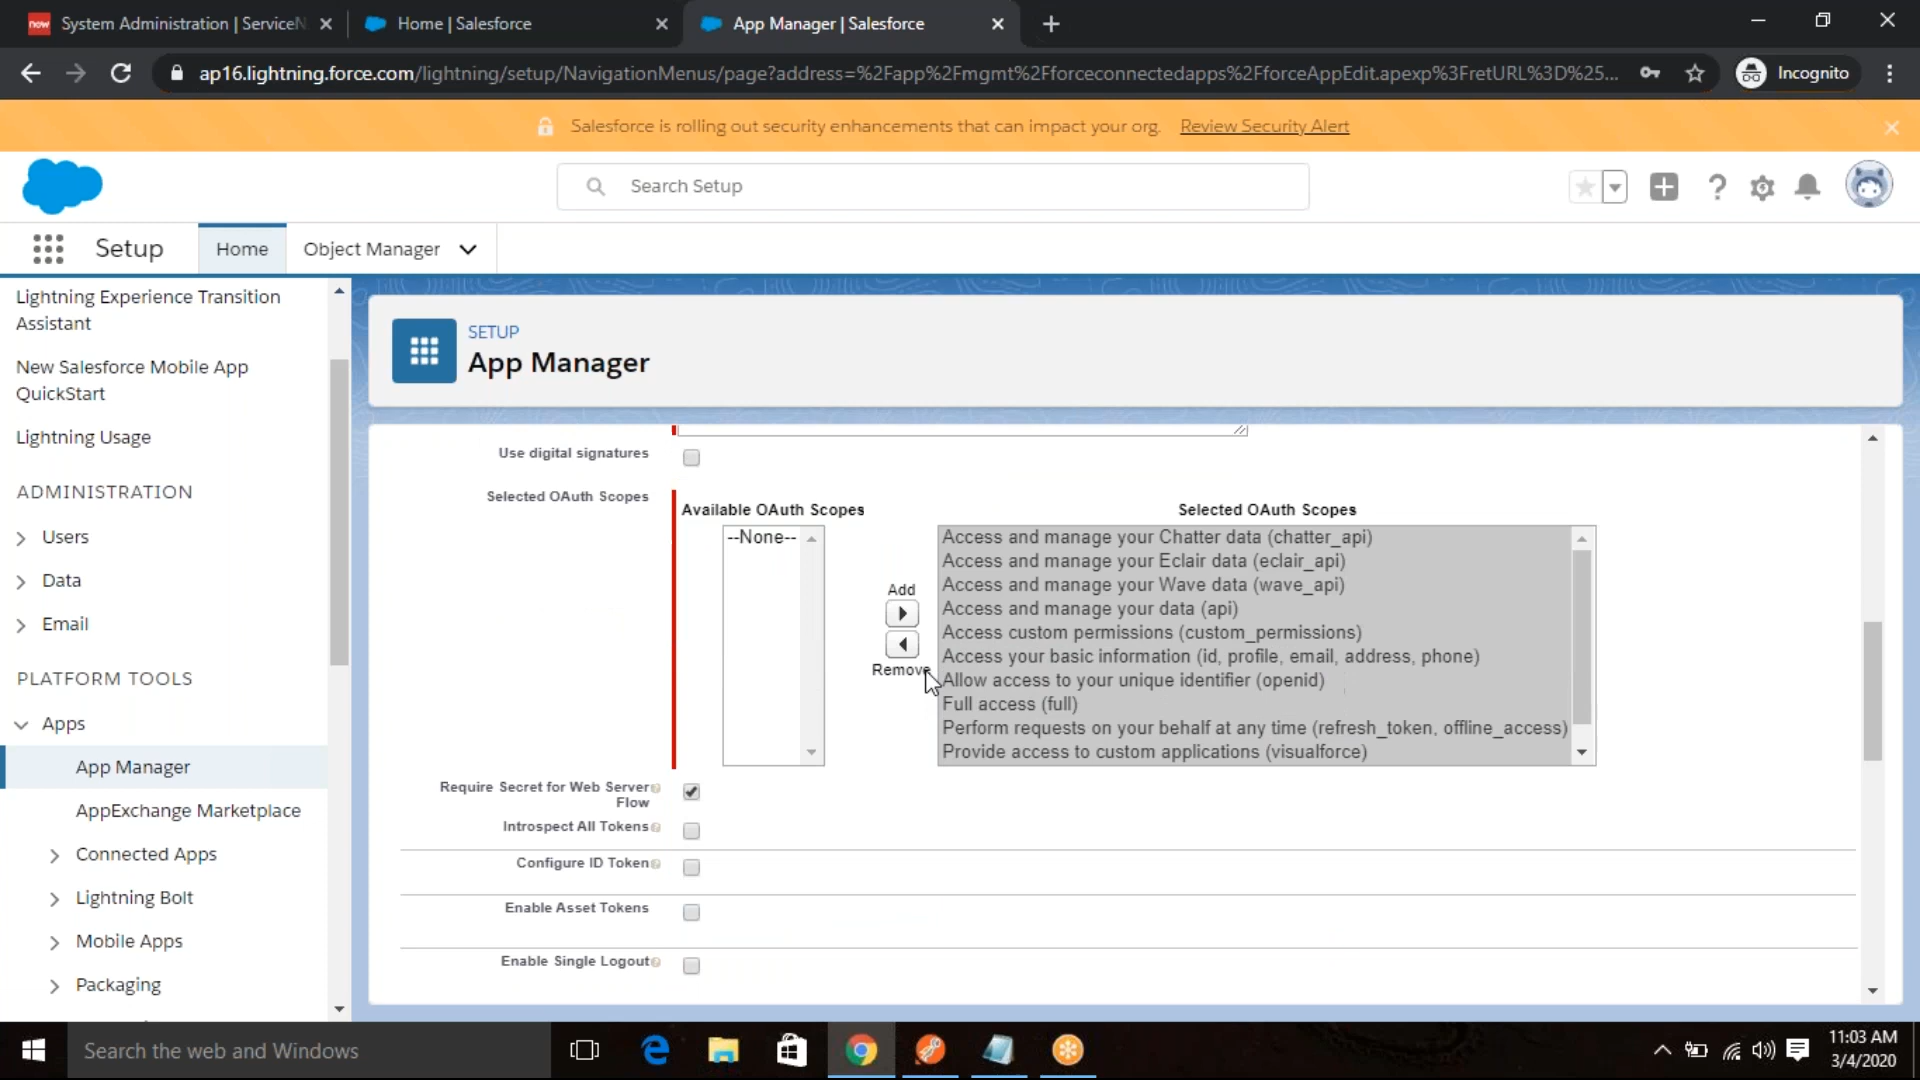 now System Administration | ServiceN
Home | Salesforce
App Manager | Salesforce
ap16.lightning.force.com/lightning/setup/NavigationMenus/page?address=%2Fapp%2Fmgmt%2Fforceconnectedapps%2FforceAppEdit.apexp%3FretURL%3D%25...
Incognito
Salesforce is rolling out security enhancements that can impact your org. Review Security Alert
Search Setup
Setup
Home
Object Manager
Lightning Experience Transition
Assistant
New Salesforce Mobile App
QuickStart
Lightning Usage
ADMINISTRATION
Users
Data
Email
PLATFORM TOOLS
Apps
App Manager
AppExchange Marketplace
Connected Apps
Lightning Bolt
Mobile Apps
Packaging
SETUP
App Manager
Use digital signatures
Selected OAuth Scopes
Available OAuth Scopes
--None--
Add
Remove
Selected OAuth Scopes
Access and manage your Chatter data (chatter_api)
Access and manage your Eclair data (eclair_api)
Access and manage your Wave data (wave_api)
Access and manage your data (api)
Access custom permissions (custom_permissions)
Access your basic information (id, profile, email, address, phone)
Allow access to your unique identifier (openid)
Full access (full)
Perform requests on your behalf at any time (refresh_token, offline_access)
Provide access to custom applications (visualforce)
Require Secret for Web Server
Flow
Introspect All Tokens
Configure ID Token
Enable Asset Tokens
Enable Single Logout
Search the web and Windows
11:03 AM
3/4/2020